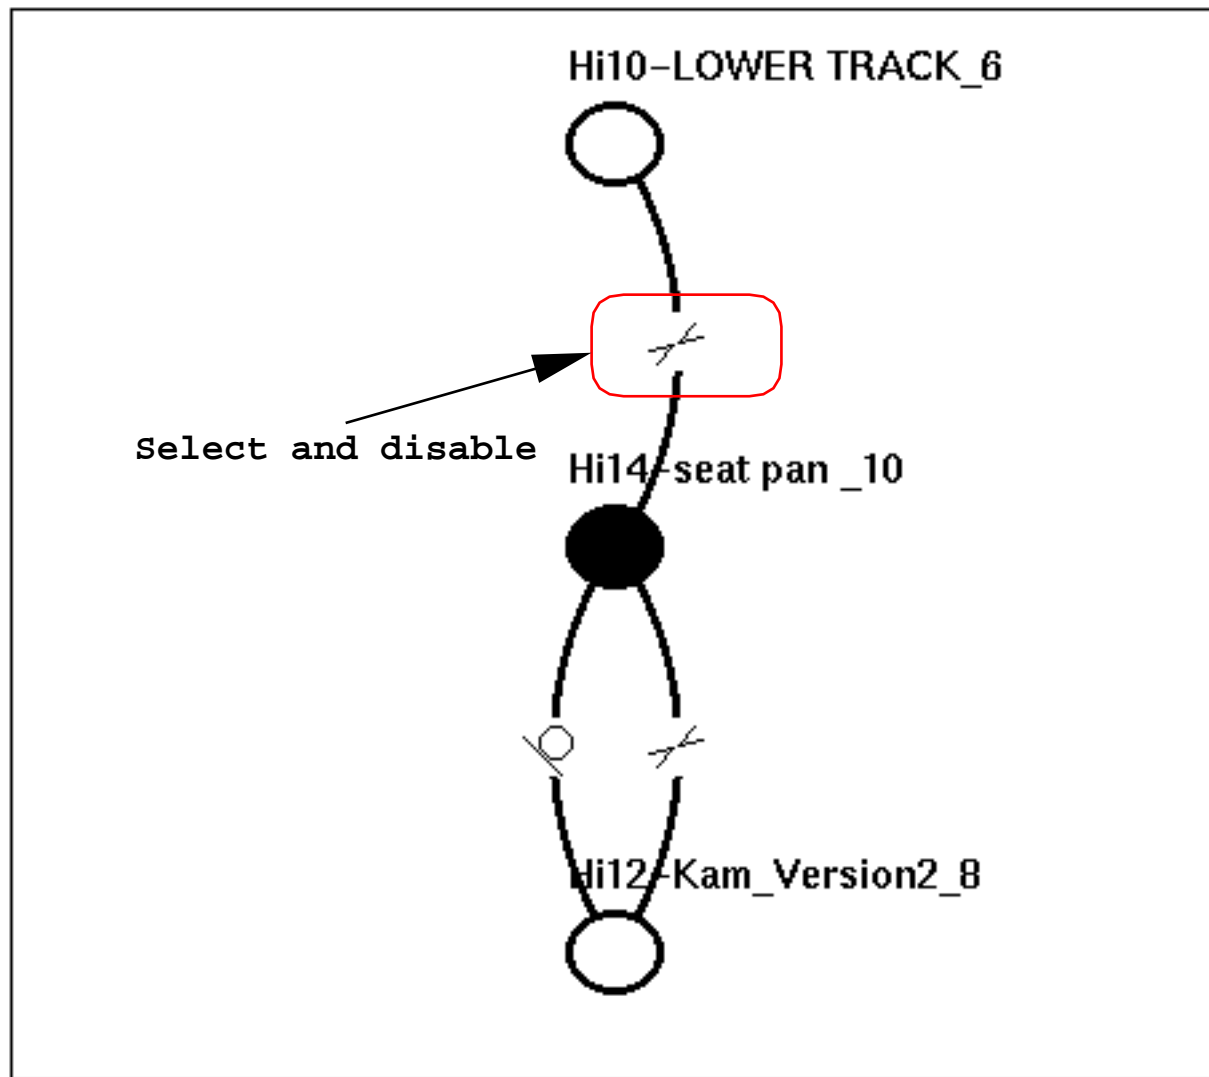 Hi10-LOWER TRACK_6
Select and disable
Hi14-seat pan _10
Hi12-Kam_Version2_8